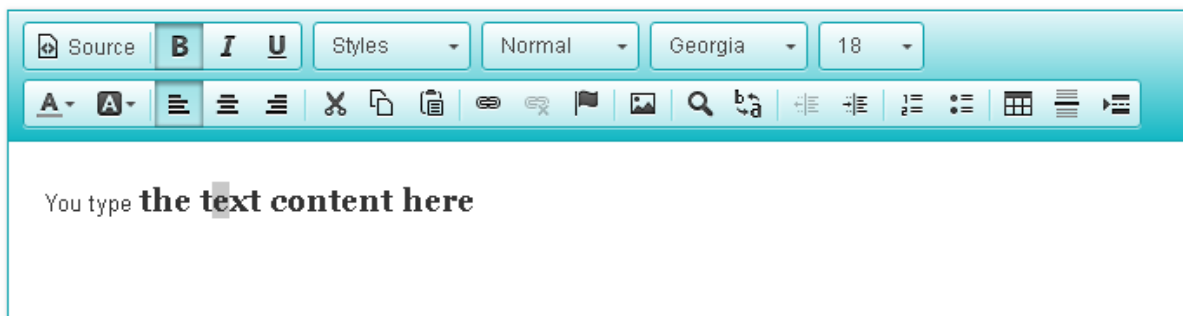 Source B I U Styles Normal Georgia 18
A A
You type the text content here